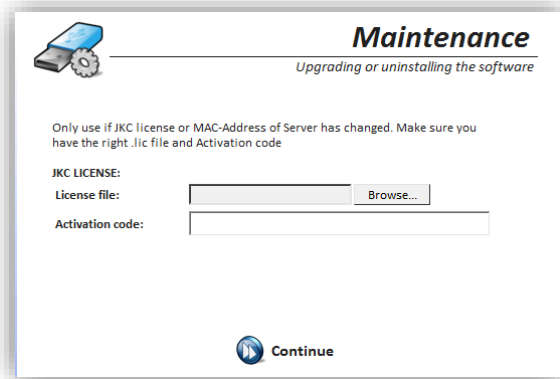 Maintenance
Upgrading or uninstalling the software
Only use if JKC license or MAC-Address of Server has changed. Make sure you
have the right .lic file and Activation code
JKC LICENSE:
License file:
Browse...
Activation code:
Continue